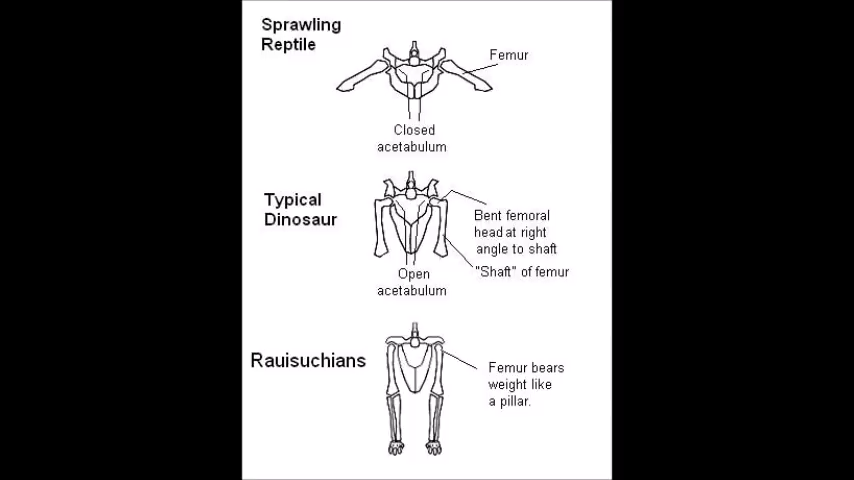 Sprawling
Reptile
Femur
Closed
acetabulum
Typical
Dinosaur
Bent femoral
head at right
angle to shaft
"Shaft" of femur
Open
acetabulum
Rauisuchians
Femur bears
weight like
a pillar.